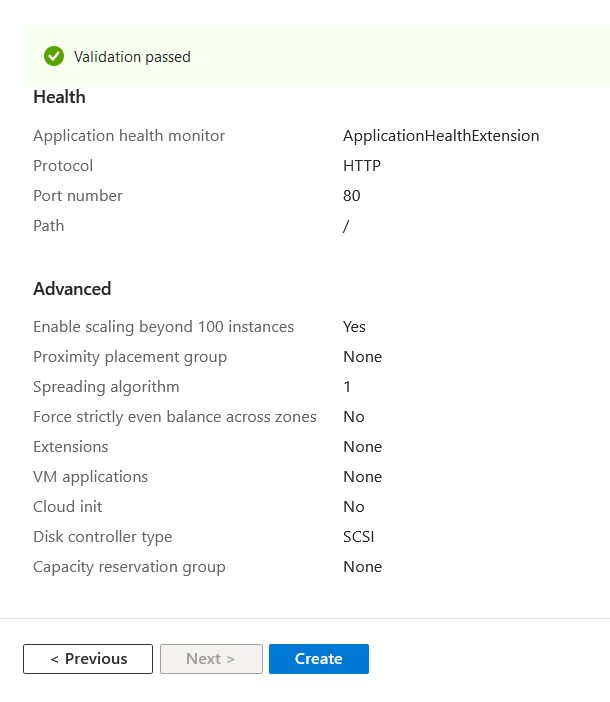 Validation passed
Health
Application health monitor ApplicationHealthExtension
Protocol HTTP
Port number 80
Path /
Advanced
Enable scaling beyond 100 instances Yes
Proximity placement group None
Spreading algorithm 1
Force strictly even balance across zones No
Extensions None
VM applications None
Cloud init No
Disk controller type SCSI
Capacity reservation group None
< Previous Next > Create